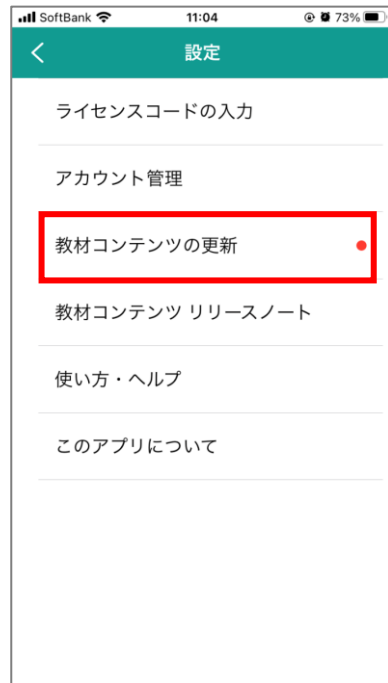 SoftBank 11:04 73%
設定
ライセンスコードの入力
アカウント管理
教材コンテンツの更新
教材コンテンツ リリースノート
使い方・ヘルプ
このアプリについて